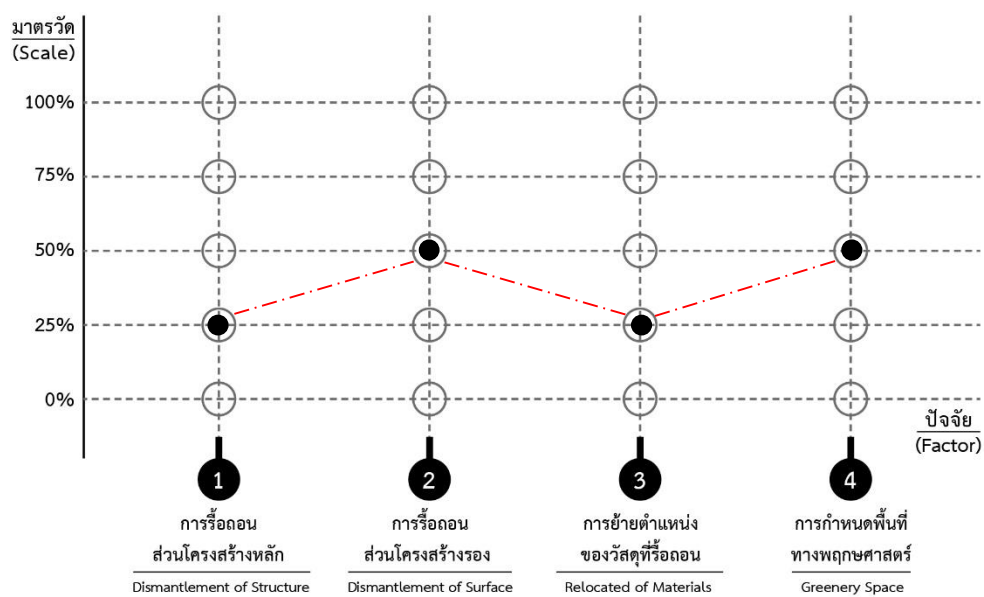 มาตรวัด
(Scale)
100%
75%
50%
25%
0%
ปัจจัย
(Factor)
1
2
3
4
การรื้อถอน
ส่วนโครงสร้างหลัก
Dismantlement of Structure
การรื้อถอน
ส่วนโครงสร้างรอง
Dismantlement of Surface
การย้ายตำแหน่ง
ของวัสดุที่รื้อถอน
Relocated of Materials
การกำหนดพื้นที่
ทางพฤกษศาสตร์
Greenery Space